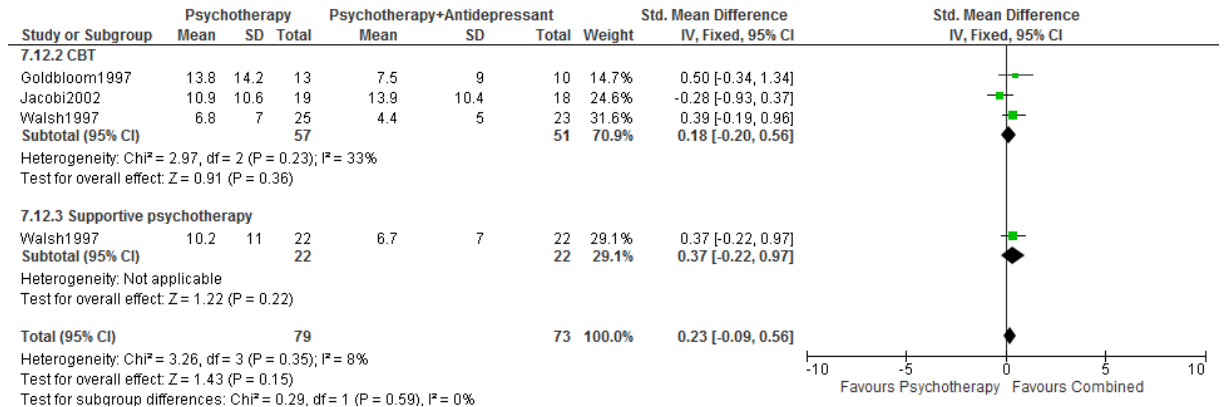 Psychotherapy Psychotherapy+Antidepressant Std. Mean Difference Std. Mean Difference
Study or Subgroup Mean SD Total Mean SD Total Weight IV, Fixed, 95% CI IV, Fixed, 95% CI
7.12.2 CBT
Goldbloom1997 13.8 14.2 13 7.5 9 10 14.7% 0.50 [-0.34, 1.34]
Jacobi2002 10.9 10.6 19 13.9 10.4 18 24.6% -0.28 [-0.93, 0.37]
Walsh1997 6.8 7 25 4.4 5 23 31.6% 0.39 [-0.19, 0.96]
Subtotal (95% CI) 57 51 70.9% 0.18 [-0.20, 0.56]
Heterogeneity: Chi² = 2.97, df = 2 (P = 0.23); I² = 33%
Test for overall effect: Z = 0.91 (P = 0.36)
7.12.3 Supportive psychotherapy
Walsh1997 10.2 11 22 6.7 7 22 29.1% 0.37 [-0.22, 0.97]
Subtotal (95% CI) 22 22 29.1% 0.37 [-0.22, 0.97]
Heterogeneity: Not applicable
Test for overall effect: Z = 1.22 (P = 0.22)
Total (95% CI) 79 73 100.0% 0.23 [-0.09, 0.56]
Heterogeneity: Chi² = 3.26, df = 3 (P = 0.35); I² = 8%
Test for overall effect: Z = 1.43 (P = 0.15)
Test for subgroup differences: Chi² = 0.29, df = 1 (P = 0.59), I² = 0%
-10 -5 0 5 10
Favours Psychotherapy Favours Combined